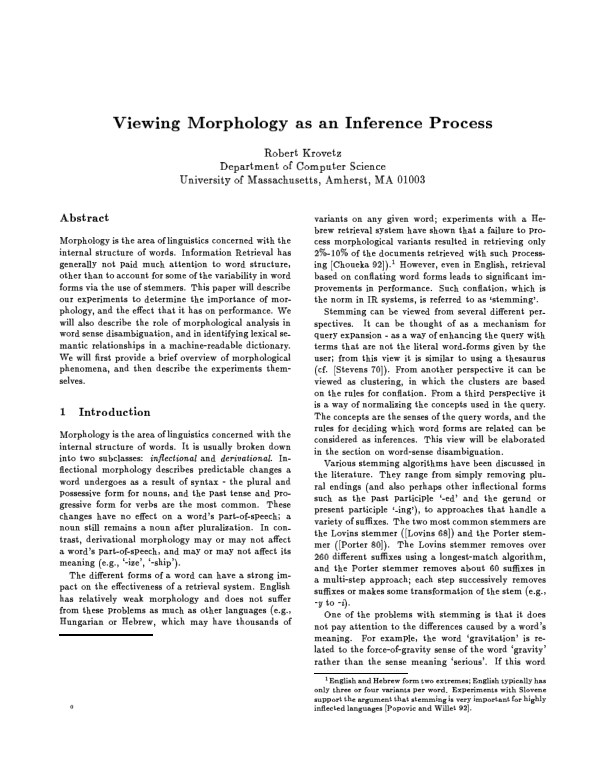 Viewing Morphology as an Inference Process
Robert Krovetz
Department of Computer Science
University of Massachusetts, Amherst, MA 01003
Abstract
Morphology is the area of linguistics concerned with the
internal structure of words. Information Retrieval has
generally not paid much attention to word structure,
other than to account for some of the variability in word
forms via the use of stemmers. This paper will describe
our experiments to determine the importance of mor-
phology, and the effect that it has on performance. We
will also describe the role of morphological analysis in
word sense disambiguation, and in identifying lexical se-
mantic relationships in a machine-readable dictionary.
We will first provide a brief overview of morphological
phenomena, and then describe the experiments them-
selves.
1 Introduction
Morphology is the area of linguistics concerned with the
internal structure of words. It is usually broken down
into two subclasses: inflectional and derivational. In-
flectional morphology describes predictable changes a
word undergoes as a result of syntax - the plural and
possessive form for nouns, and the past tense and pro-
gressive form for verbs are the most common. These
changes have no effect on a word's part-of-speech; a
noun still remains a noun after pluralization. In con-
trast, derivational morphology may or may not affect
a word's part-of-speech, and may or may not affect its
meaning (e.g., '-ize', '-ship').
The different forms of a word can have a strong im-
pact on the effectiveness of a retrieval system. English
has relatively weak morphology and does not suffer
from these problems as much as other languages (e.g.,
Hungarian or Hebrew, which may have thousands of
0
variants on any given word; experiments with a He-
brew retrieval system have shown that a failure to pro-
cess morphological variants resulted in retrieving only
2%-10% of the documents retrieved with such process-
ing [Choueka 92]).1 However, even in English, retrieval
based on conflating word forms leads to significant im-
provements in performance. Such conflation, which is
the norm in IR systems, is referred to as 'stemming'.
Stemming can be viewed from several different per-
spectives. It can be thought of as a mechanism for
query expansion - as a way of enhancing the query with
terms that are not the literal word-forms given by the
user; from this view it is similar to using a thesaurus
(cf. [Stevens 70]). From another perspective it can be
viewed as clustering, in which the clusters are based
on the rules for conflation. From a third perspective it
is a way of normalizing the concepts used in the query.
The concepts are the senses of the query words, and the
rules for deciding which word forms are related can be
considered as inferences. This view will be elaborated
in the section on word-sense disambiguation.
Various stemming algorithms have been discussed in
the literature. They range from simply removing plu-
ral endings (and also perhaps other inflectional forms
such as the past participle '-ed' and the gerund or
present participle '-ing'), to approaches that handle a
variety of suffixes. The two most common stemmers are
the Lovins stemmer ([Lovins 68]) and the Porter stem-
mer ([Porter 80]). The Lovins stemmer removes over
260 different suffixes using a longest-match algorithm,
and the Porter stemmer removes about 60 suffixes in
a multi-step approach; each step successively removes
suffixes or makes some transformation of the stem (e.g.,
-y to -i).
One of the problems with stemming is that it does
not pay attention to the differences caused by a word's
meaning. For example, the word 'gravitation' is re-
lated to the force-of-gravity sense of the word 'gravity'
rather than the sense meaning 'serious'. If this word
1English and Hebrew form two extremes; English typically has
only three or four variants per word. Experiments with Slovene
support the argument that stemming is very important for highly
inflected languages [Popovic and Willet 92].